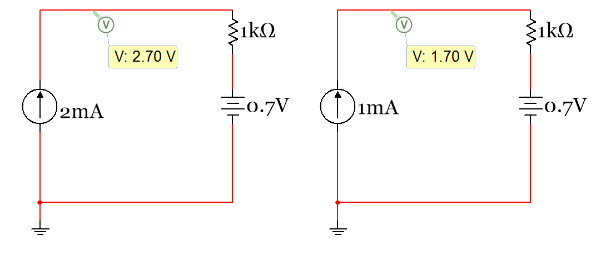 V
V: 2.70 V
1kΩ
2mA
0.7V
V
V: 1.70 V
1kΩ
1mA
0.7V